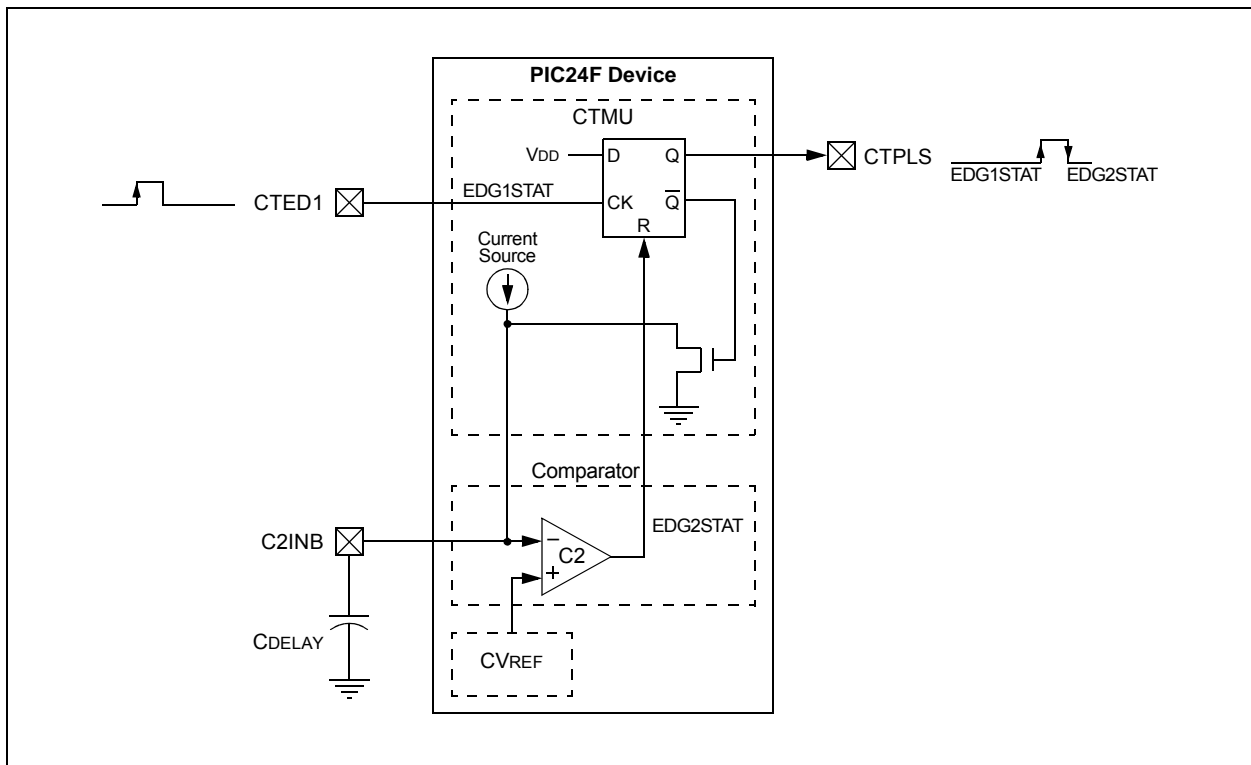 PIC24F Device
CTMU
VDD
D
Q
CTPLS
EDG1STAT
EDG2STAT
CTED1
EDG1STAT
CK
Q
R
Current
Source
Comparator
C2INB
−
C2
+
EDG2STAT
CDELAY
CVREF